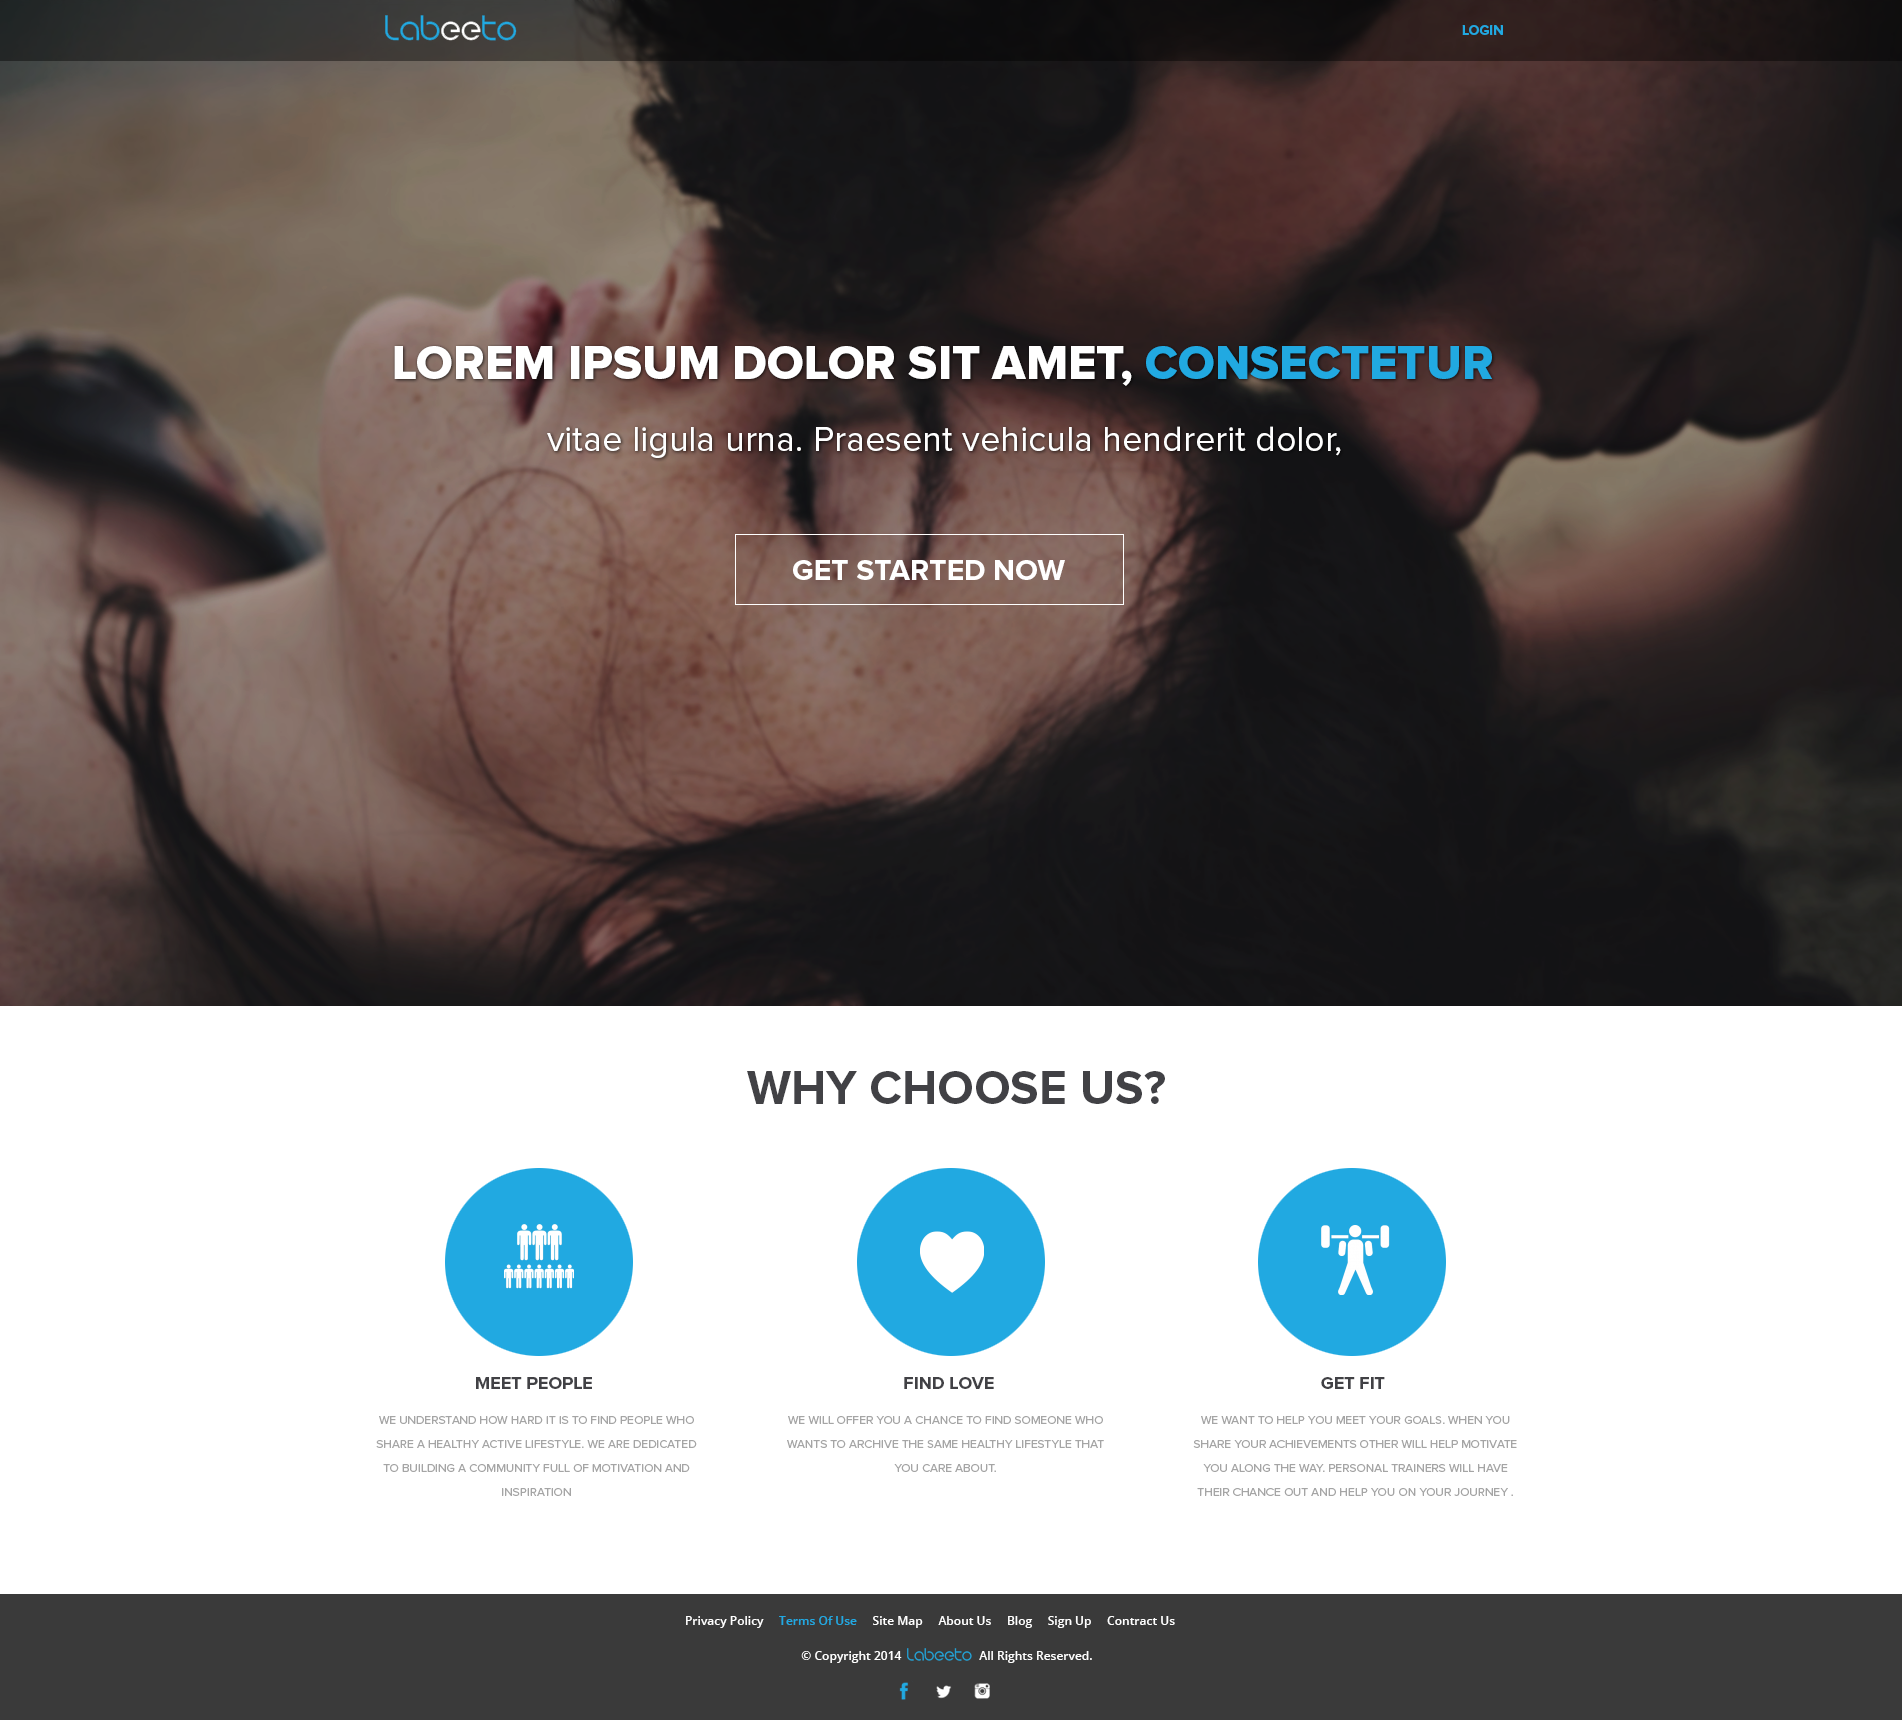 Labeeto
LOGIN
LOREM IPSUM DOLOR SIT AMET, CONSECTETUR
vitae ligula urna. Praesent vehicula hendrerit dolor,
GET STARTED NOW
WHY CHOOSE US?
MEET PEOPLE
WE UNDERSTAND HOW HARD IT IS TO FIND PEOPLE WHO
SHARE A HEALTHY ACTIVE LIFESTYLE. WE ARE DEDICATED
TO BUILDING A COMMUNITY FULL OF MOTIVATION AND
INSPIRATION
FIND LOVE
WE WILL OFFER YOU A CHANCE TO FIND SOMEONE WHO
WANTS TO ARCHIVE THE SAME HEALTHY LIFESTYLE THAT
YOU CARE ABOUT.
GET FIT
WE WANT TO HELP YOU MEET YOUR GOALS. WHEN YOU
SHARE YOUR ACHIEVEMENTS OTHER WILL HELP MOTIVATE
YOU ALONG THE WAY. PERSONAL TRAINERS WILL HAVE
THEIR CHANCE OUT AND HELP YOU ON YOUR JOURNEY .
Privacy Policy Terms Of Use Site Map About Us Blog Sign Up Contract Us
© Copyright 2014 Labeeto All Rights Reserved.